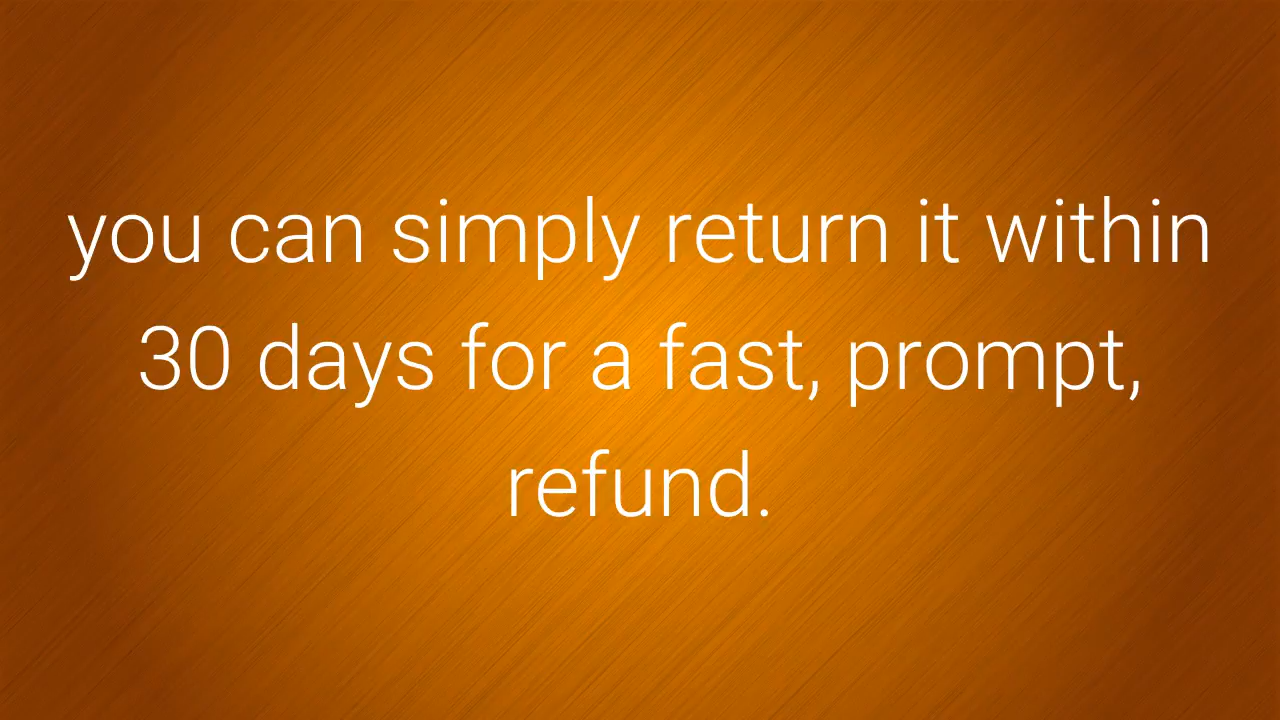 you can simply return it within
30 days for a fast, prompt,
refund.